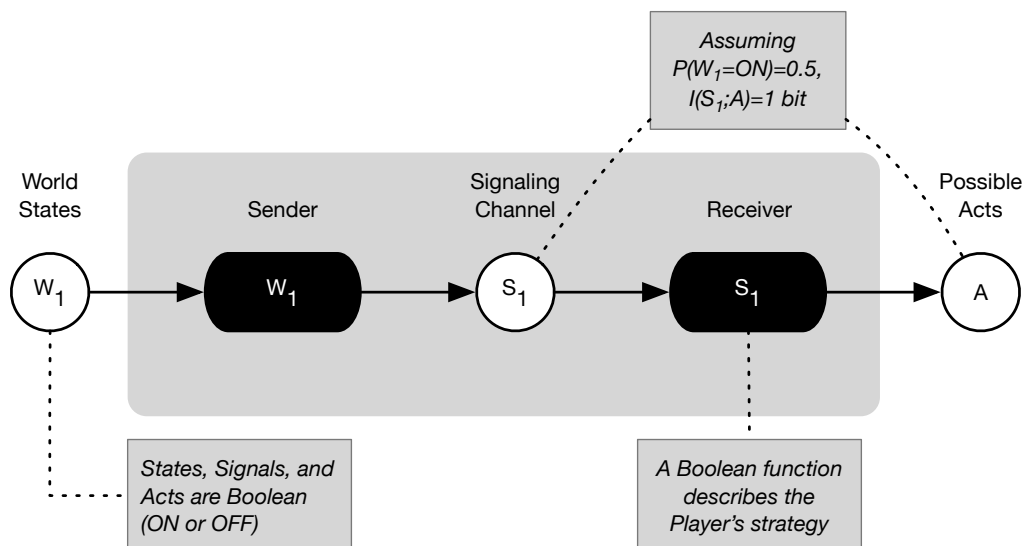 Assuming
P(W₁=ON)=0.5,
I(S₁;A)=1 bit
World
States
Sender
Signaling
Channel
Receiver
Possible
Acts
W₁
W₁
S₁
S₁
A
States, Signals, and
Acts are Boolean
(ON or OFF)
A Boolean function
describes the
Player's strategy